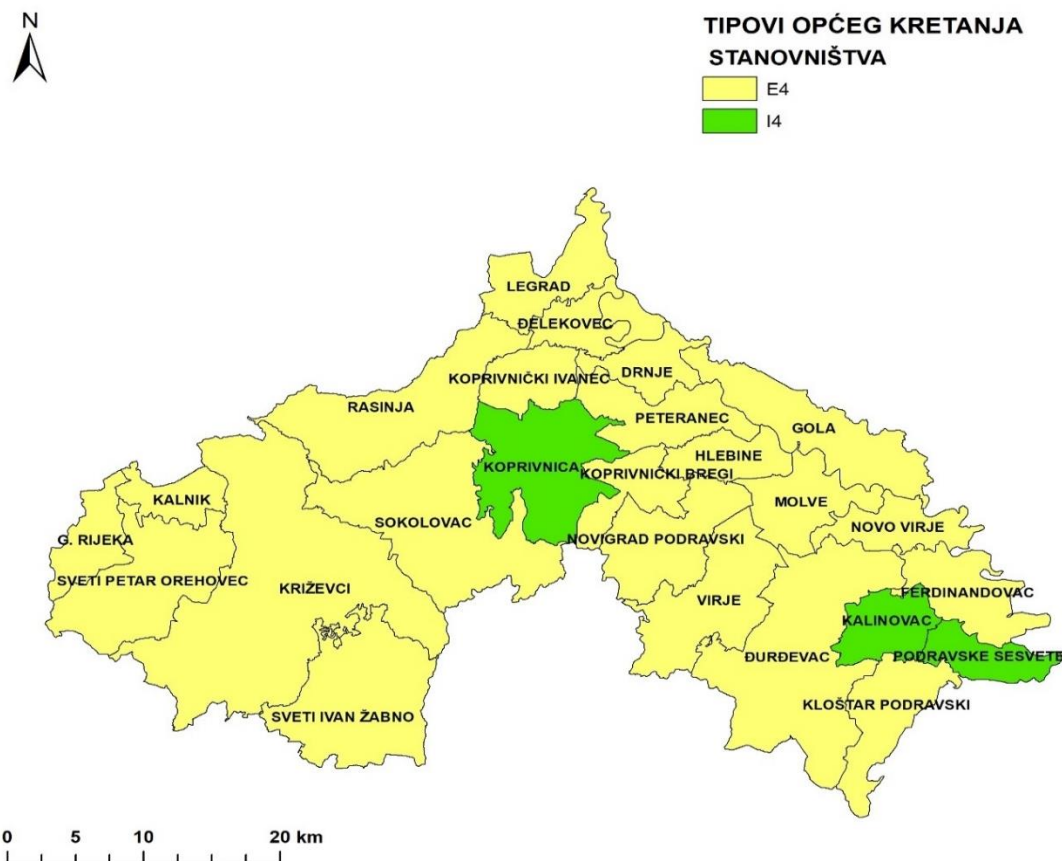 N
TIPOVI OPĆEG KRETANJA
STANOVNIŠTVA
E4
I4
LEGRAD
ĐELEKOVEC
DRNJE
KOPRIVNIČKI IVANEC
RASINJA
PETERANEC
GOLA
HLEBINE
KOPRIVNICA
KOPRIVNIČKI BREGI
KALNIK
MOLVE
SOKOLOVAC
NOVO VIRJE
G. RIJEKA
NOVIGRAD PODRAVSKI
SVETI PETAR OREHOVEC
KRIŽEVCI
FERDINANDOVAC
VIRJE
KALINOVAC
ĐURĐEVAC
PODRAVSKE SESVETE
KLOŠTAR PODRAVSKI
SVETI IVAN ŽABNO
0 5 10 20 km